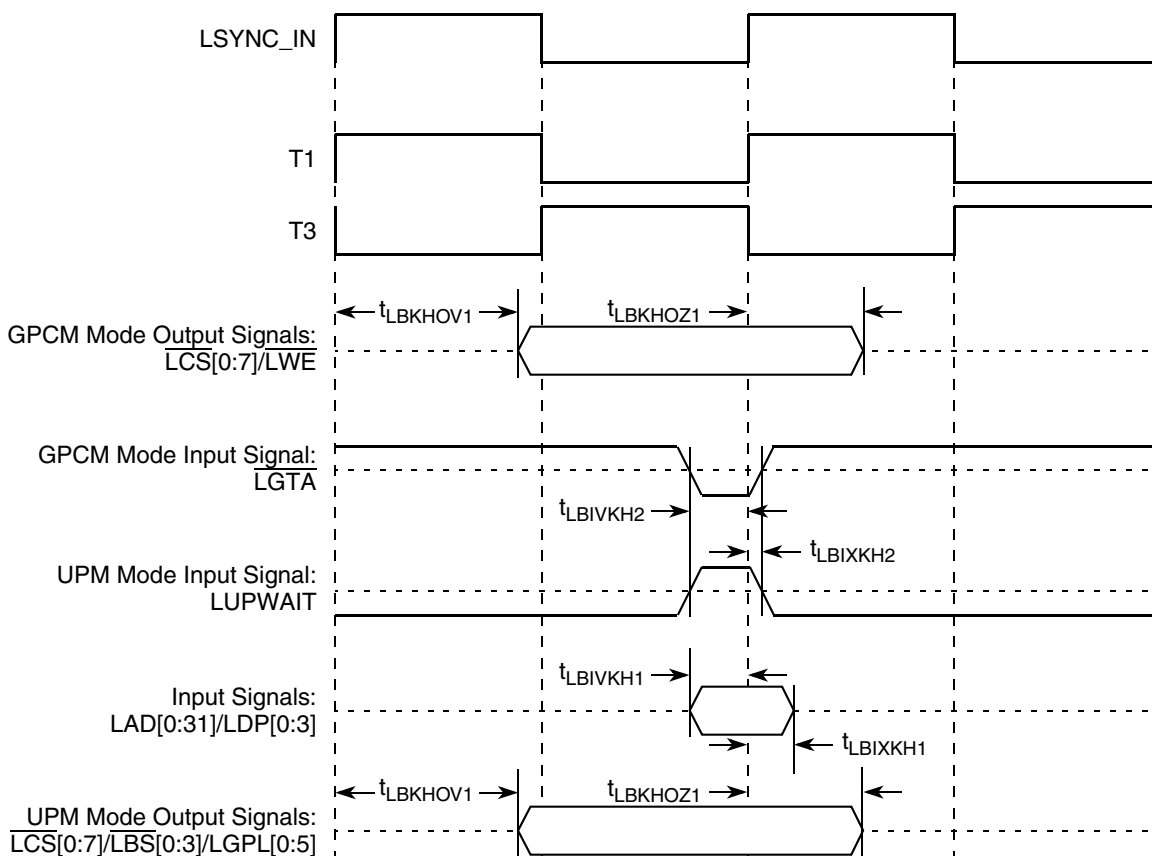 LSYNC_IN
T1
T3
tLBKHOV1
tLBKHOZ1
GPCM Mode Output Signals:
LCS[0:7]/LWE
GPCM Mode Input Signal:
LGTA
tLBIVKH2
tLBIXKH2
UPM Mode Input Signal:
LUPWAIT
tLBIVKH1
Input Signals:
LAD[0:31]/LDP[0:3]
tLBIXKH1
tLBKHOV1
tLBKHOZ1
UPM Mode Output Signals:
LCS[0:7]/LBS[0:3]/LGPL[0:5]